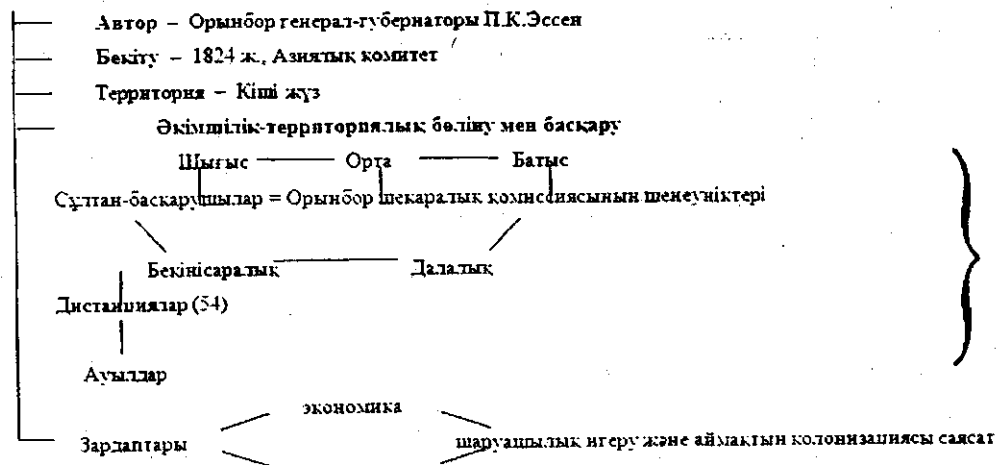 Автор – Орынбор генерал-губернаторы П.К.Эссен
Бекіту – 1824 ж., Азиятық комитет
Территория – Кіші жүз
Әкімшілік-территориялық бөліну мен басқару
Шығыс Орта Батыс
Сұлтан-басқарушылар = Орынбор шекаралық комиссиясының шенеуніктері
Бекінісаралық Далалық
Дистанциялар (54)
Ауылдар
экономика
Зардаптары шаруашылық игеру және аймақтың колонизациясы саясат